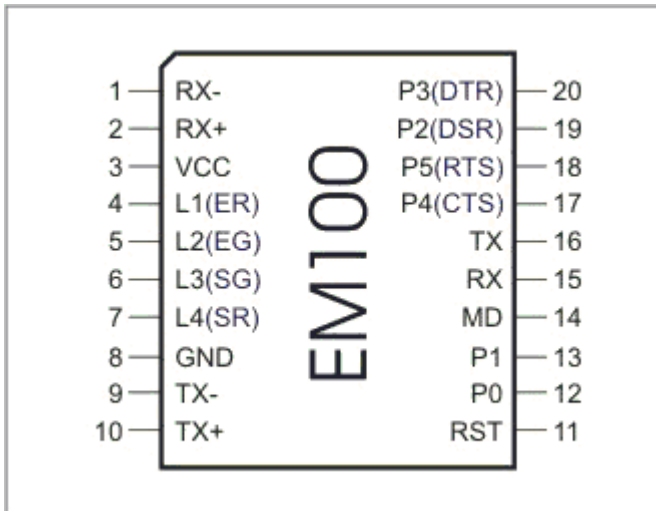 1 RX- P3(DTR) 20
2 RX+ P2(DSR) 19
3 VCC P5(RTS) 18
4 L1(ER) P4(CTS) 17
5 L2(EG) TX 16
6 L3(SG) RX 15
7 L4(SR) MD 14
8 GND P1 13
9 TX- P0 12
10 TX+ RST 11
EM100